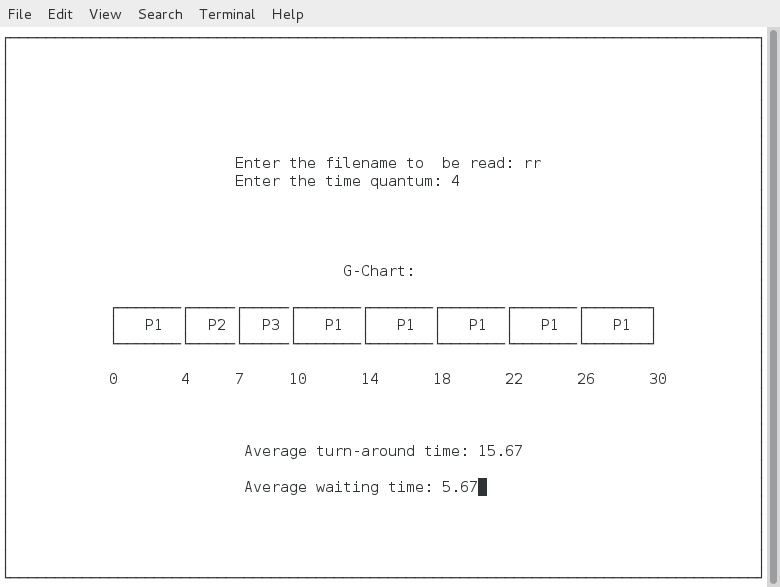 File Edit View Search Terminal Help
Enter the filename to  be read: rr
Enter the time quantum: 4
G-Chart:
P1 P2 P3 P1 P1 P1 P1 P1
0 4 7 10 14 18 22 26 30
Average turn-around time: 15.67
Average waiting time: 5.67